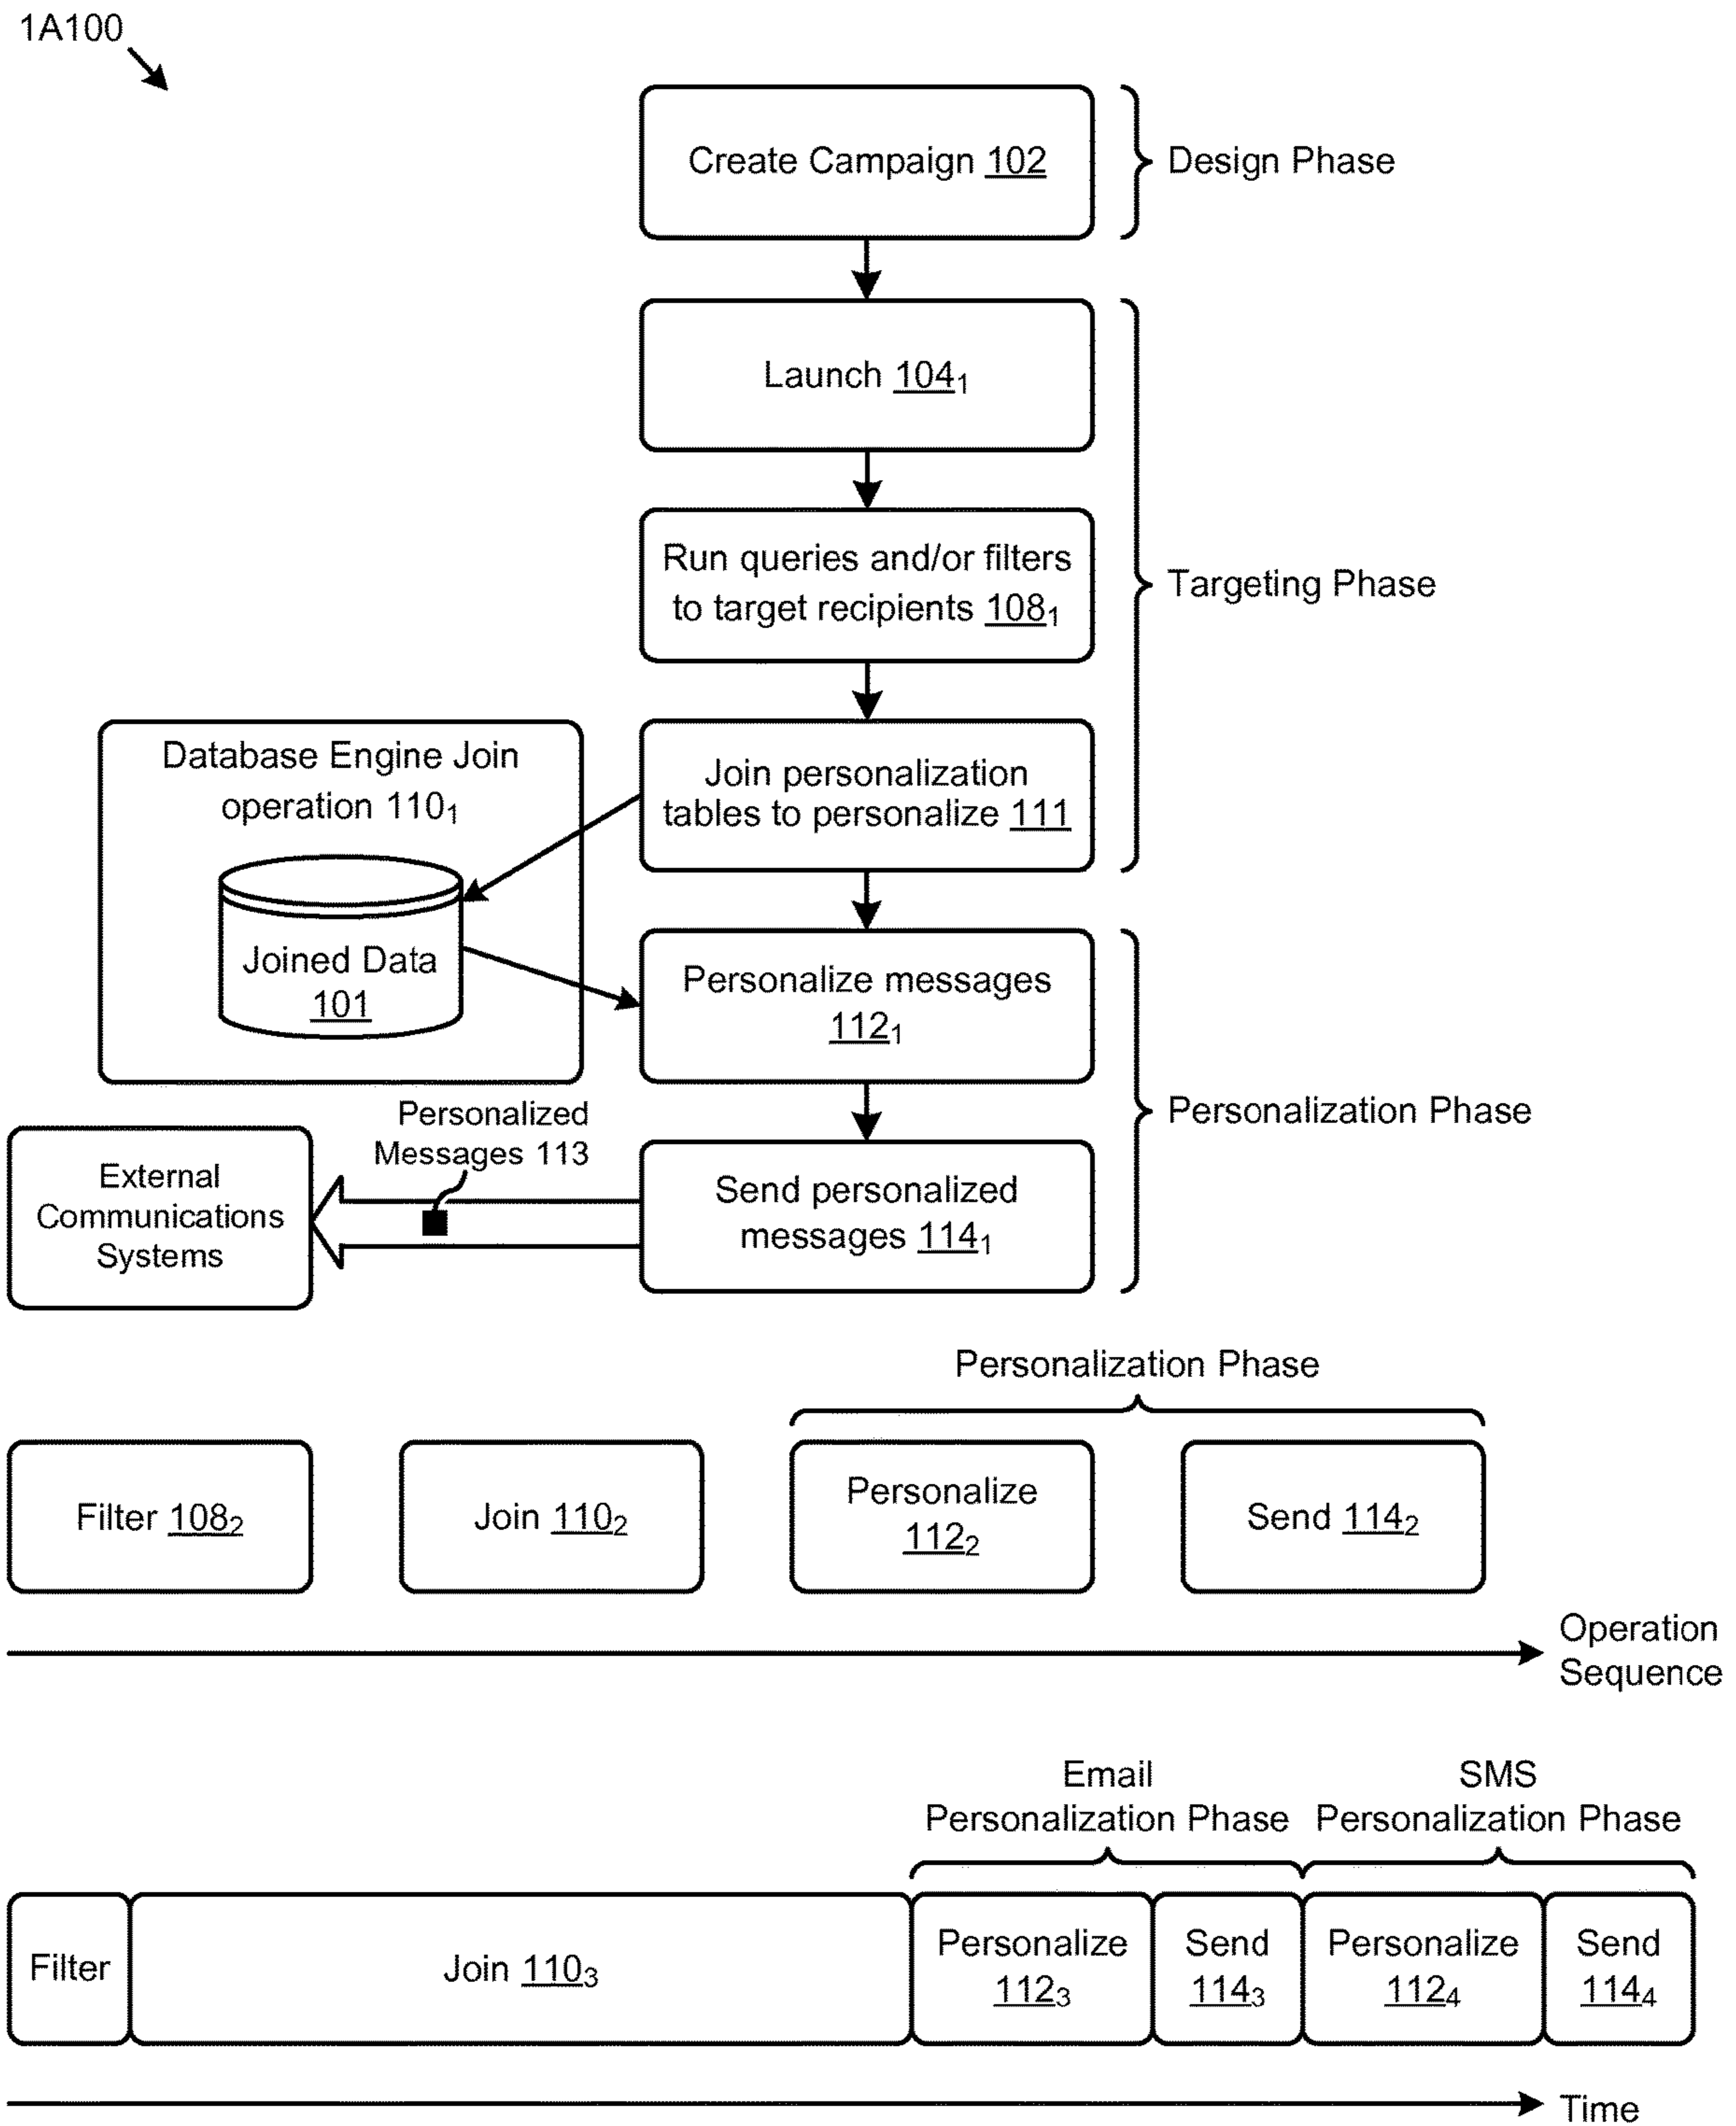 1A100
Create Campaign 102
Design Phase
Launch 104₁
Run queries and/or filters
to target recipients 108₁
Targeting Phase
Join personalization
tables to personalize 111
Database Engine Join
operation 110₁
Joined Data
101
Personalize messages
112₁
Personalization Phase
Personalized
Messages 113
External
Communications
Systems
Send personalized
messages 114₁
Personalization Phase
Filter 108₂
Join 110₂
Personalize
112₂
Send 114₂
Operation
Sequence
Email
Personalization Phase
SMS
Personalization Phase
Filter
Join 110₃
Personalize
112₃
Send
114₃
Personalize
112₄
Send
114₄
Time